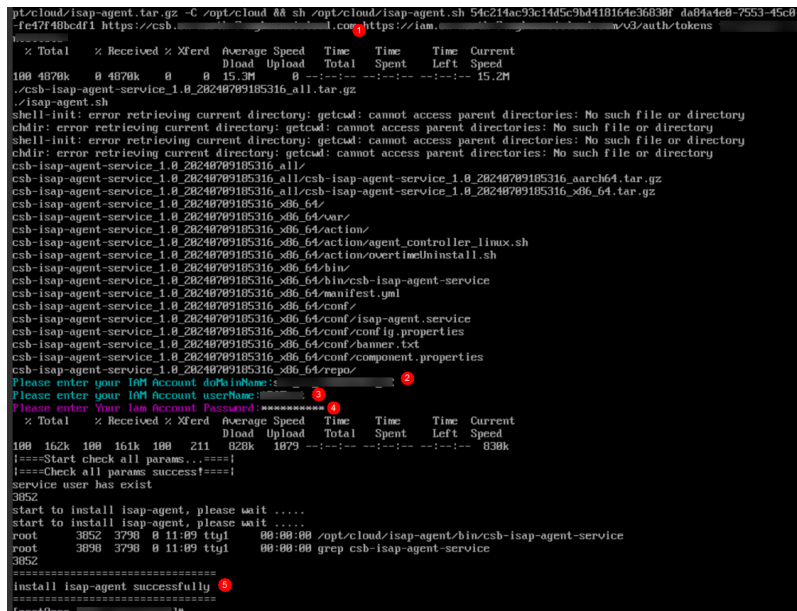 pt/cloud/isap-agent.tar.gz -C /opt/cloud && sh /opt/cloud/isap-agent.sh 54c214ac93c14d5c9bd418164e36830f da84a4e0-7553-45c0
-fe47f48bcdf1 https://csb. .com https://iam. /v3/auth/tokens
1
% Total % Received % Xferd Average Speed Time Time Time Current
Dload Upload Total Spent Left Speed
100 4870k 0 4870k 0 0 15.3M 0 --:--:-- --:--:-- --:--:-- 15.2M
./csb-isap-agent-service_1.0_20240709185316_all.tar.gz
./isap-agent.sh
shell-init: error retrieving current directory: getcwd: cannot access parent directories: No such file or directory
chdir: error retrieving current directory: getcwd: cannot access parent directories: No such file or directory
shell-init: error retrieving current directory: getcwd: cannot access parent directories: No such file or directory
chdir: error retrieving current directory: getcwd: cannot access parent directories: No such file or directory
csb-isap-agent-service_1.0_20240709185316_all/
csb-isap-agent-service_1.0_20240709185316_all/csb-isap-agent-service_1.0_20240709185316_aarch64.tar.gz
csb-isap-agent-service_1.0_20240709185316_all/csb-isap-agent-service_1.0_20240709185316_x86_64.tar.gz
csb-isap-agent-service_1.0_20240709185316_x86_64/
csb-isap-agent-service_1.0_20240709185316_x86_64/var/
csb-isap-agent-service_1.0_20240709185316_x86_64/action/
csb-isap-agent-service_1.0_20240709185316_x86_64/action/agent_controller_linux.sh
csb-isap-agent-service_1.0_20240709185316_x86_64/action/overtimeUninstall.sh
csb-isap-agent-service_1.0_20240709185316_x86_64/bin/
csb-isap-agent-service_1.0_20240709185316_x86_64/bin/csb-isap-agent-service
csb-isap-agent-service_1.0_20240709185316_x86_64/manifest.yml
csb-isap-agent-service_1.0_20240709185316_x86_64/conf/
csb-isap-agent-service_1.0_20240709185316_x86_64/conf/isap-agent.service
csb-isap-agent-service_1.0_20240709185316_x86_64/conf/config.properties
csb-isap-agent-service_1.0_20240709185316_x86_64/conf/banner.txt
csb-isap-agent-service_1.0_20240709185316_x86_64/conf/component.properties
csb-isap-agent-service_1.0_20240709185316_x86_64/repo/
Please enter your IAM Account doMainName: 2
Please enter your IAM Account userName: 3
Please enter Your Iam Account Password:********** 4
% Total % Received % Xferd Average Speed Time Time Time Current
Dload Upload Total Spent Left Speed
100 162k 100 161k 100 211 828k 1079 --:--:-- --:--:-- --:--:-- 830k
|====Start check all params...====|
|====Check all params success!====|
service user has exist
3852
start to install isap-agent, please wait .....
start to install isap-agent, please wait .....
root 3852 3798 0 11:09 tty1 00:00:00 /opt/cloud/isap-agent/bin/csb-isap-agent-service
root 3898 3798 0 11:09 tty1 00:00:00 grep csb-isap-agent-service
3852
================================
install isap-agent successfully 5
================================